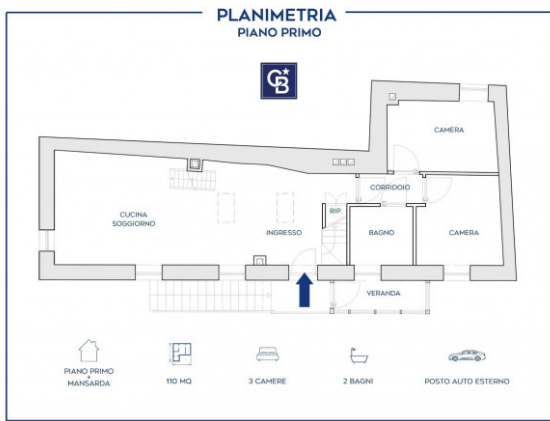 PLANIMETRIA
PIANO PRIMO
CB
CAMERA
CORRIDOIO
RIP.
CUCINA
SOGGIORNO
INGRESSO
BAGNO
CAMERA
VERANDA
PIANO PRIMO
+
MANSARDA
110 MQ
3 CAMERE
2 BAGNI
POSTO AUTO ESTERNO